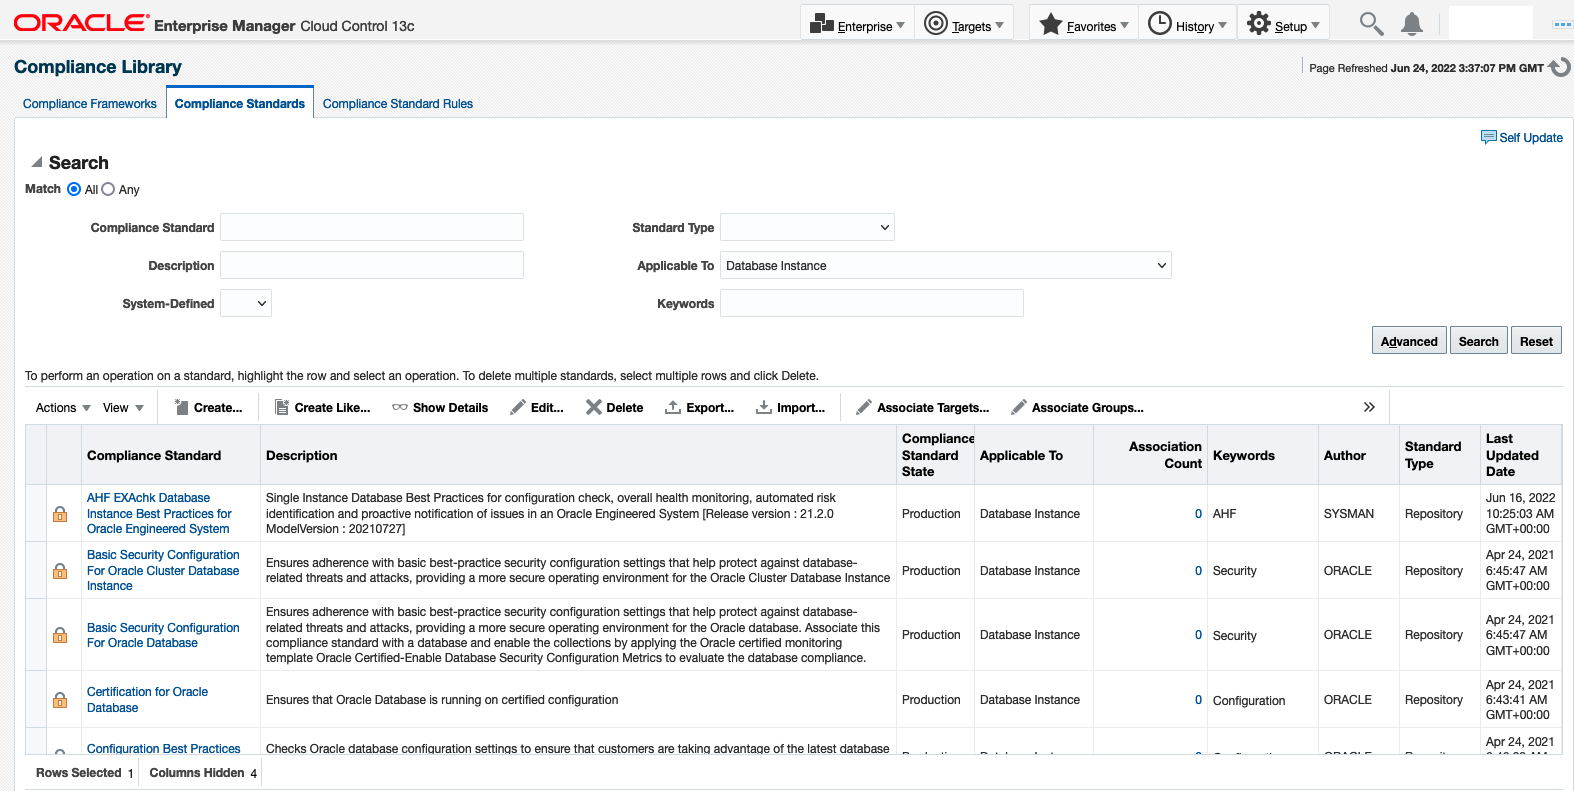 ORACLE Enterprise Manager Cloud Control 13c
Enterprise Targets Favorites History Setup
Compliance Library
Page Refreshed Jun 24, 2022 3:37:07 PM GMT
Compliance Frameworks Compliance Standards Compliance Standard Rules
Self Update
Search
Match All Any
Compliance Standard Standard Type
Description Applicable To Database Instance
System-Defined Keywords
Advanced Search Reset
To perform an operation on a standard, highlight the row and select an operation. To delete multiple standards, select multiple rows and click Delete.
Actions View Create... Create Like... Show Details Edit... Delete Export... Import... Associate Targets... Associate Groups... »
Compliance Standard
Description
Compliance
Standard
State
Applicable To
Association
Count
Keywords
Author
Standard
Type
Last
Updated
Date
AHF EXAchk Database
Instance Best Practices for
Oracle Engineered System
Single Instance Database Best Practices for configuration check, overall health monitoring, automated risk
identification and proactive notification of issues in an Oracle Engineered System [Release version : 21.2.0
ModelVersion : 20210727]
Production
Database Instance
0
AHF
SYSMAN
Repository
Jun 16, 2022
10:25:03 AM
GMT+00:00
Basic Security Configuration
For Oracle Cluster Database
Instance
Ensures adherence with basic best-practice security configuration settings that help protect against database-
related threats and attacks, providing a more secure operating environment for the Oracle Cluster Database Instance
Production
Database Instance
0
Security
ORACLE
Repository
Apr 24, 2021
6:45:47 AM
GMT+00:00
Basic Security Configuration
For Oracle Database
Ensures adherence with basic best-practice security configuration settings that help protect against database-
related threats and attacks, providing a more secure operating environment for the Oracle database. Associate this
compliance standard with a database and enable the collections by applying the Oracle certified monitoring
template Oracle Certified-Enable Database Security Configuration Metrics to evaluate the database compliance.
Production
Database Instance
0
Security
ORACLE
Repository
Apr 24, 2021
6:45:47 AM
GMT+00:00
Certification for Oracle
Database
Ensures that Oracle Database is running on certified configuration
Production
Database Instance
0
Configuration
ORACLE
Repository
Apr 24, 2021
6:43:41 AM
GMT+00:00
Configuration Best Practices
Checks Oracle database configuration settings to ensure that customers are taking advantage of the latest database
Apr 24, 2021
Rows Selected 1 Columns Hidden 4